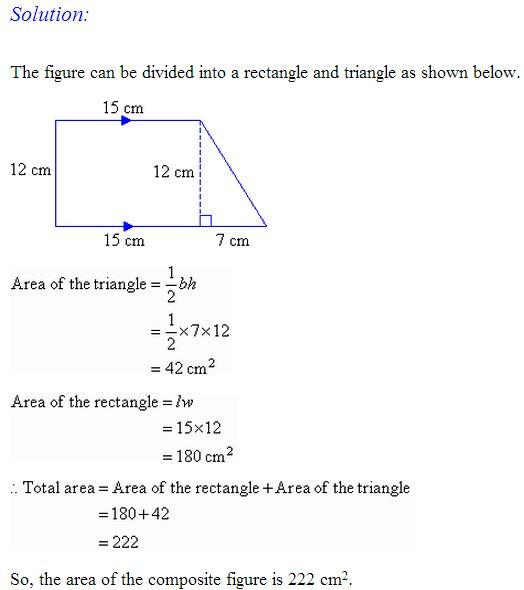 Solution:
The figure can be divided into a rectangle and triangle as shown below.
15 cm
12 cm 12 cm
15 cm 7 cm
Area of the triangle = 1/2 bh
= 1/2 × 7 × 12
= 42 cm²
Area of the rectangle = lw
= 15×12
= 180 cm²
∴ Total area = Area of the rectangle + Area of the triangle
= 180 + 42
= 222
So, the area of the composite figure is 222 cm².